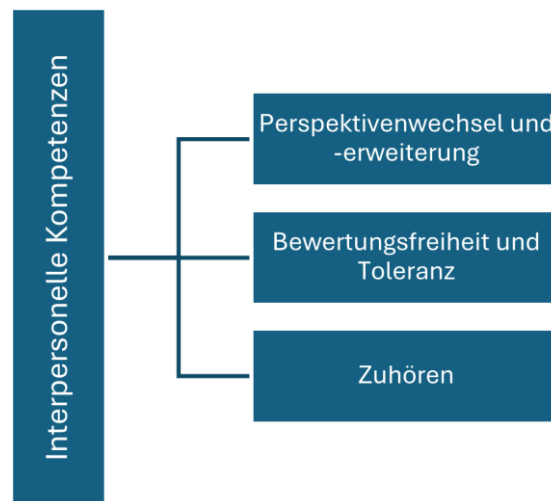 Interpersonelle Kompetenzen
Perspektivenwechsel und
-erweiterung
Bewertungsfreiheit und
Toleranz
Zuhören